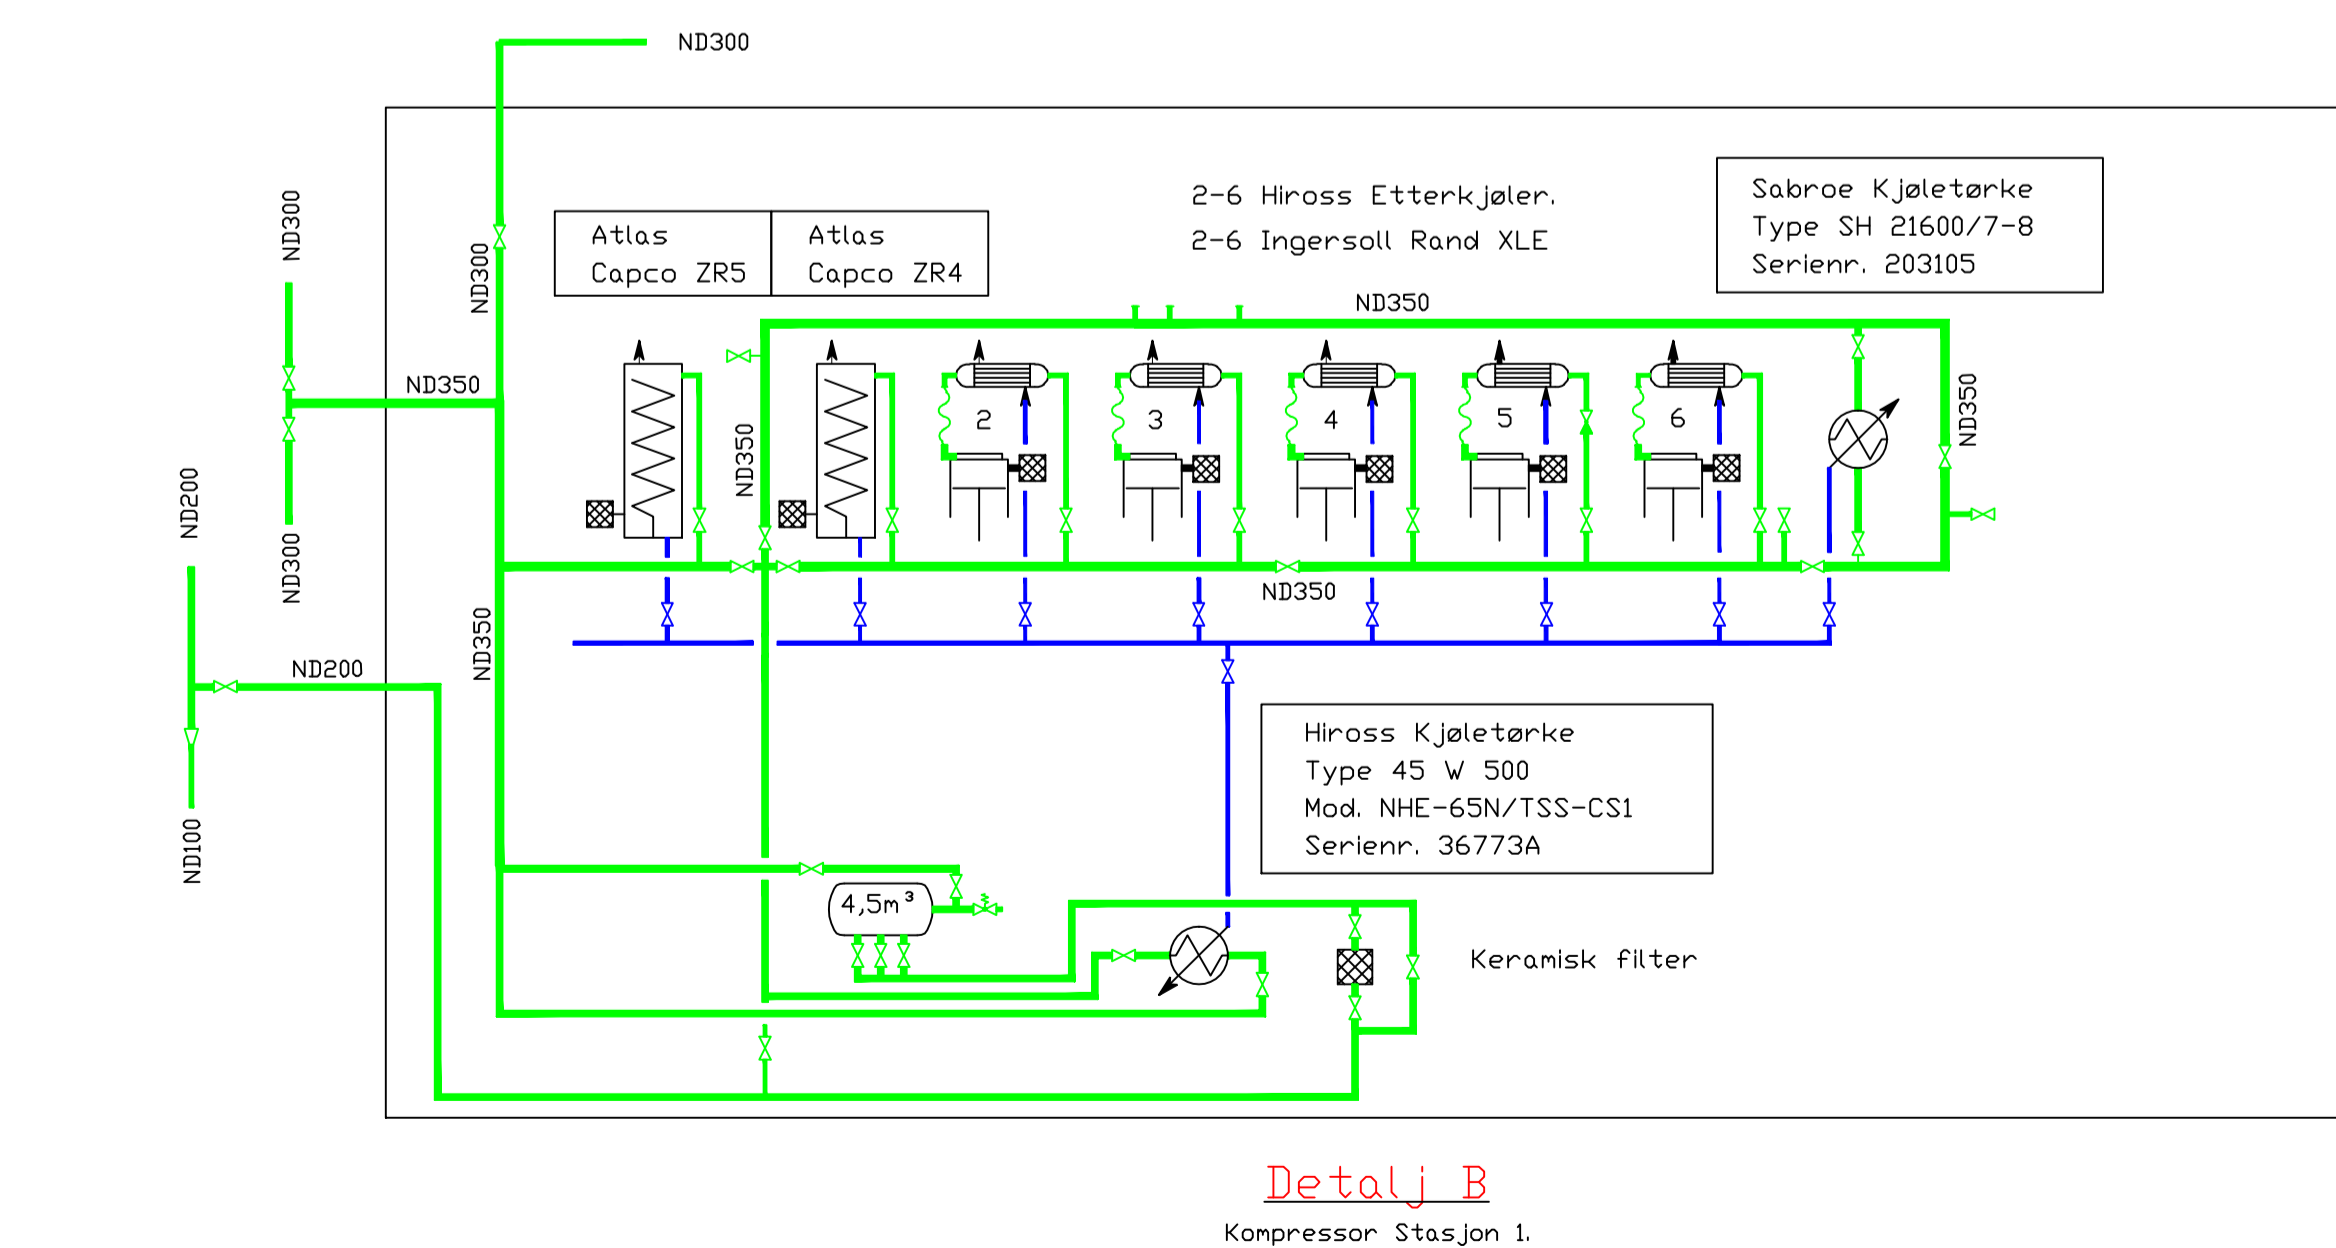 ND300
ND300
ND300
Atlas
Capco ZR5
Atlas
Capco ZR4
2-6 Hiross Etterkjøler.
2-6 Ingersoll Rand XLE
Sabroe Kjøletørke
Type SH 21600/7-8
Serienr. 203105
ND350
ND350
ND350
ND350
2
3
4
5
6
ND200
ND300
ND350
ND350
ND200
ND100
Hiross Kjøletørke
Type 45 W 500
Mod. NHE-65N/TSS-CS1
Serienr. 36773A
4,5m³
Keramisk filter
Detalj B
Kompressor Stasjon 1.